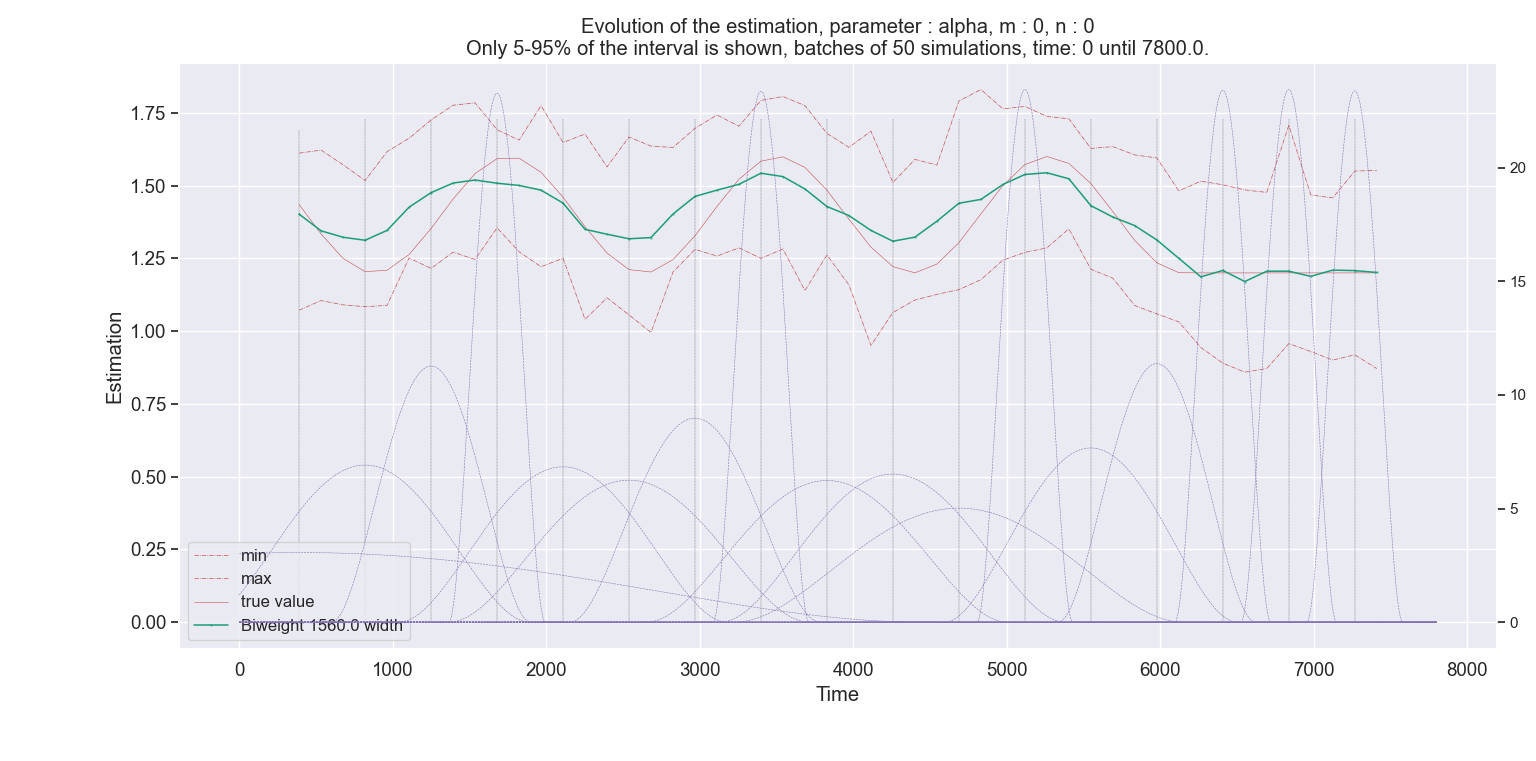 Evolution of the estimation, parameter : alpha, m : 0, n : 0
Only 5-95% of the interval is shown, batches of 50 simulations, time: 0 until 7800.0.
1.75
1.50
1.25
1.00
0.75
0.50
0.25
0.00
Estimation
20
15
10
5
0
min
max
true value
Biweight 1560.0 width
0 1000 2000 3000 4000 5000 6000 7000 8000
Time